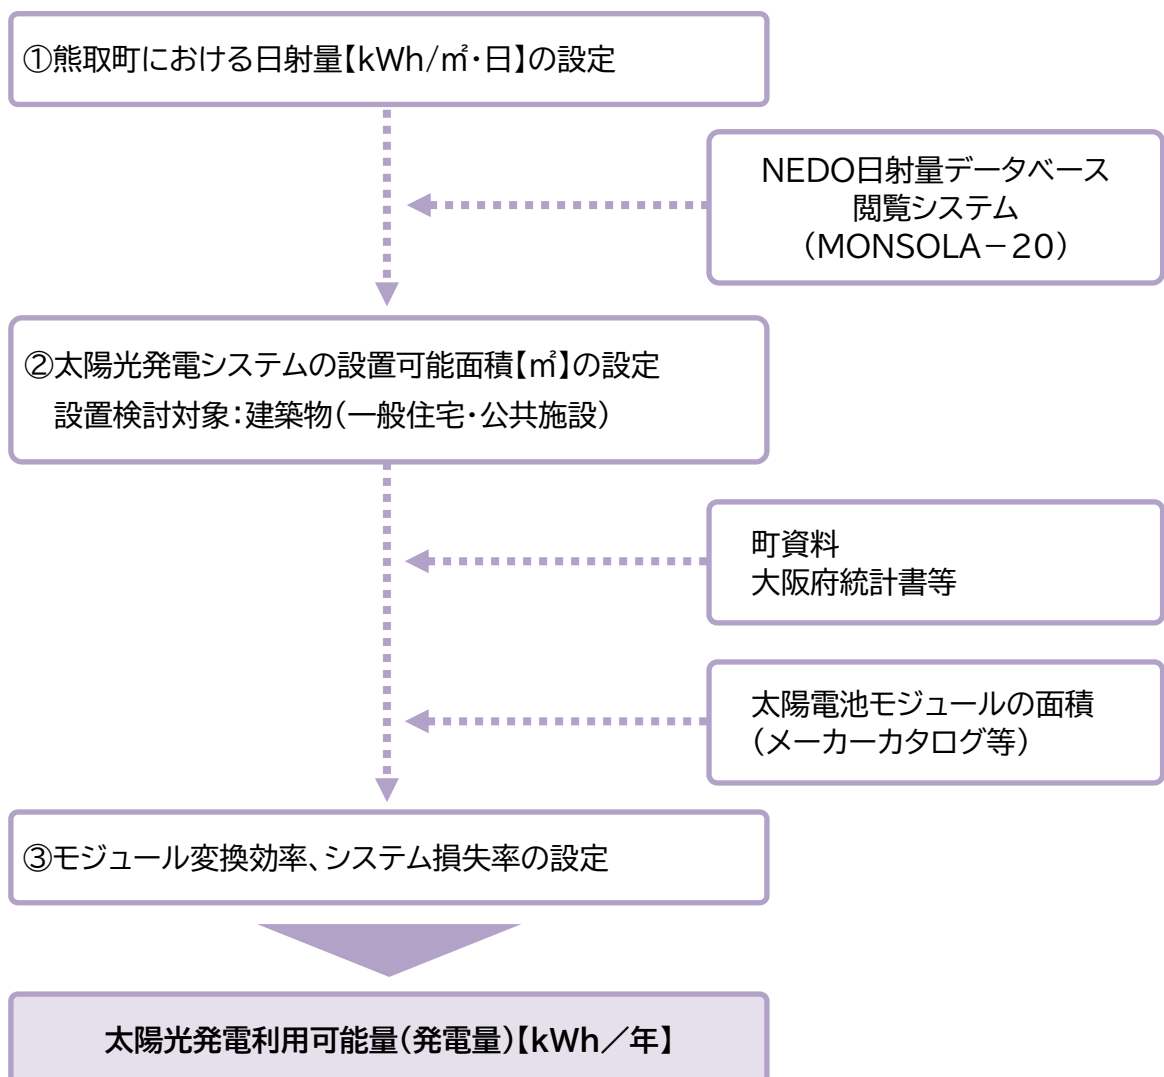 ①熊取町における日射量【kWh/㎡・日】の設定
NEDO日射量データベース
閲覧システム
（MONSOLA－20）
②太陽光発電システムの設置可能面積【㎡】の設定
設置検討対象：建築物（一般住宅・公共施設）
町資料
大阪府統計書等
太陽電池モジュールの面積
（メーカーカタログ等）
③モジュール変換効率、システム損失率の設定
太陽光発電利用可能量（発電量）【kWh／年】